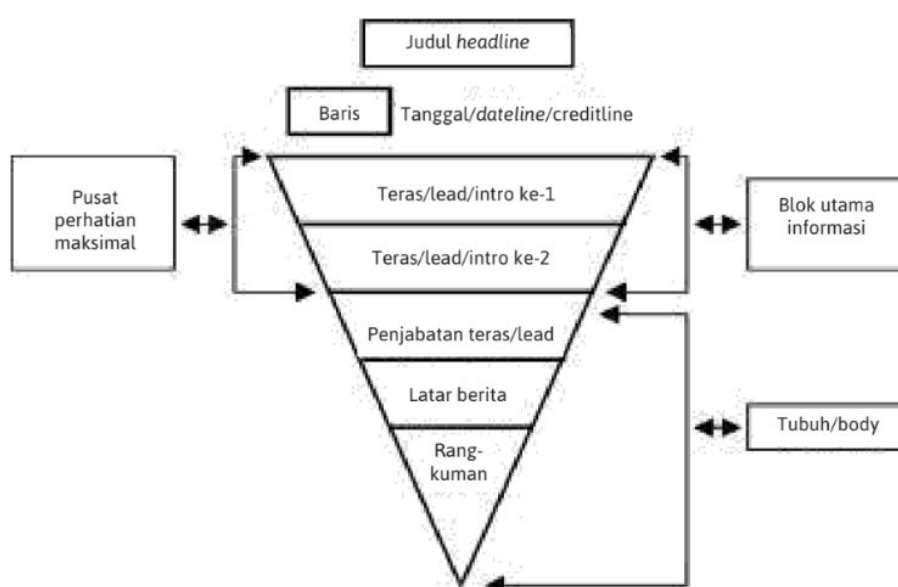 Judul headline
Baris
Tanggal/dateline/creditline
Pusat
perhatian
maksimal
Teras/lead/intro ke-1
Teras/lead/intro ke-2
Penjabatan teras/lead
Latar berita
Rang-
kuman
Blok utama
informasi
Tubuh/body